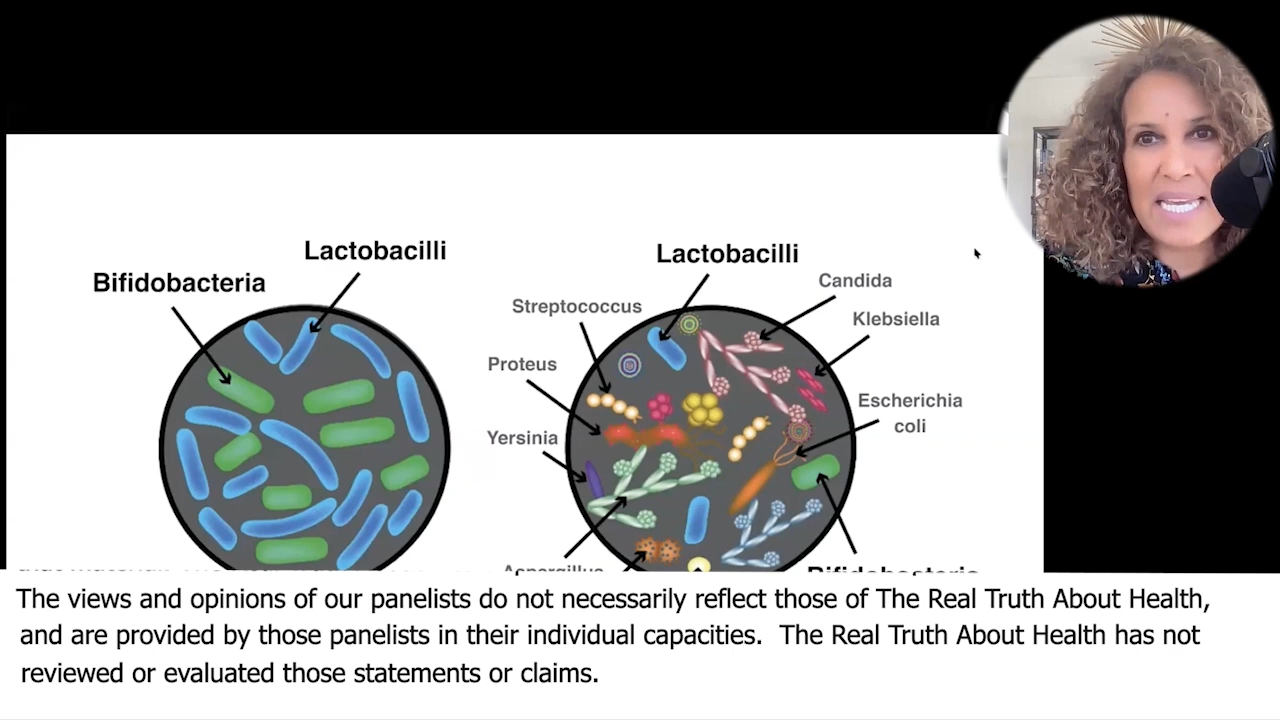 Lactobacilli
Bifidobacteria
Lactobacilli
Candida
Streptococcus
Klebsiella
Proteus
Escherichia
coli
Yersinia
Aspergillus
Bifidobacteria
The views and opinions of our panelists do not necessarily reflect those of The Real Truth About Health,
and are provided by those panelists in their individual capacities. The Real Truth About Health has not
reviewed or evaluated those statements or claims.